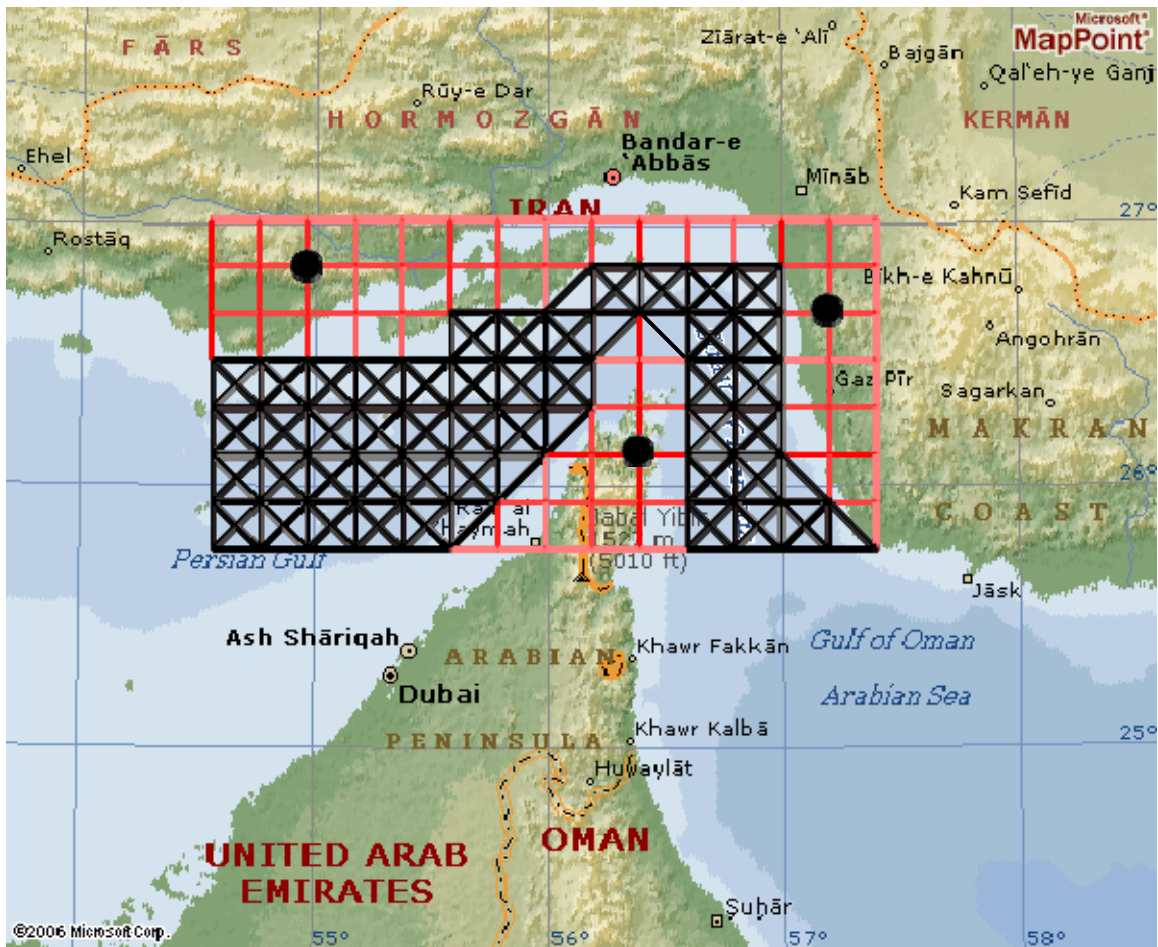 Microsoft®
MapPoint®
Zīārat-e 'Alī
FĀRS
Bajgān
Qal'eh-ye Ganj
Rūy-e Dar
HORMOZGĀN
KERMĀN
Bandar-e
'Abbās
Ehel
Mīnāb
Kam Sefīd
IRAN
27°
Rostāq
Bīkh-e Kahnū
Angohrān
Gaz Pīr
Sagarkan
MAKRAN
26°
COAST
Jabal Yibir
(5010 ft)
Persian Gulf
Jāsk
Ash Shāriqah
Gulf of Oman
Khawr Fakkān
ARABIAN
Dubai
Arabian Sea
Khawr Kalbā
25°
PENINSULA
Huwaylāt
OMAN
UNITED ARAB
EMIRATES
Şuḩār
©2006 Microsoft Corp.
55°
56°
57°
58°